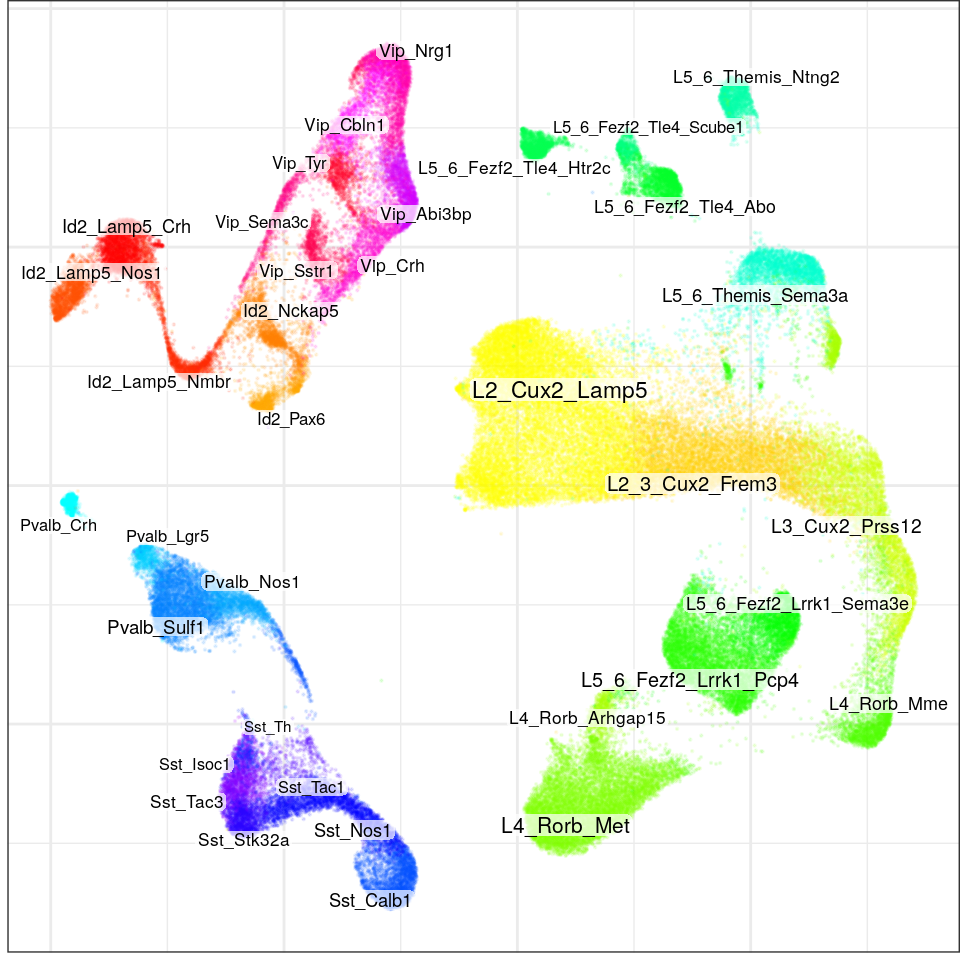 Vip_Nrg1
L5_6_Themis_Ntng2
Vip_Cbln1
L5_6_Fezf2_Tle4_Scube1
Vip_Tyr
L5_6_Fezf2_Tle4_Htr2c
L5_6_Fezf2_Tle4_Abo
Vip_Abi3bp
Vip_Sema3c
Id2_Lamp5_Crh
Vip_Crh
Vip_Sstr1
Id2_Lamp5_Nos1
L5_6_Themis_Sema3a
Id2_Nckap5
Id2_Lamp5_Nmbr
L2_Cux2_Lamp5
Id2_Pax6
L2_3_Cux2_Frem3
Pvalb_Crh
L3_Cux2_Prss12
Pvalb_Lgr5
Pvalb_Nos1
L5_6_Fezf2_Lrrk1_Sema3e
Pvalb_Sulf1
L5_6_Fezf2_Lrrk1_Pcp4
L4_Rorb_Mme
L4_Rorb_Arhgap15
Sst_Th
Sst_Isoc1
Sst_Tac1
Sst_Tac3
L4_Rorb_Met
Sst_Nos1
Sst_Stk32a
Sst_Calb1